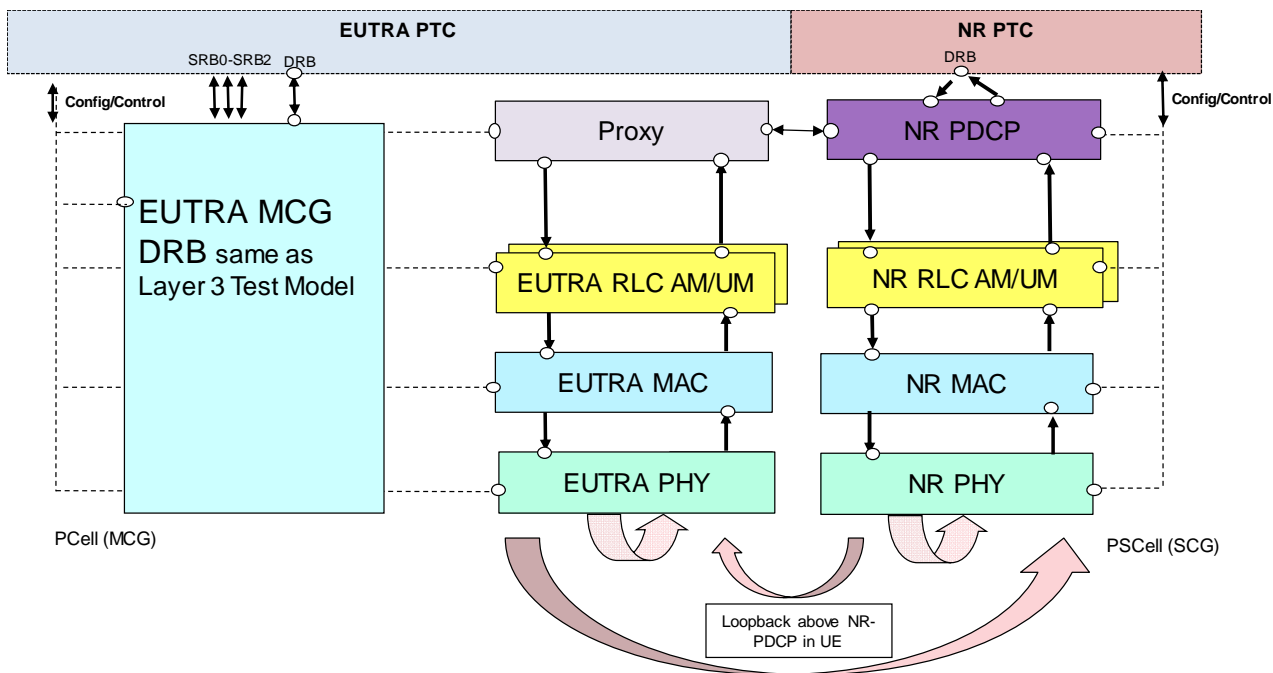 EUTRA PTC
NR PTC
SRB0-SRB2
DRB
DRB
Config/Control
Config/Control
Proxy
NR PDCP
EUTRA MCG
DRB same as
Layer 3 Test Model
EUTRA RLC AM/UM
NR RLC AM/UM
EUTRA MAC
NR MAC
EUTRA PHY
NR PHY
PCell (MCG)
PSCell (SCG)
Loopback above NR-
PDCP in UE